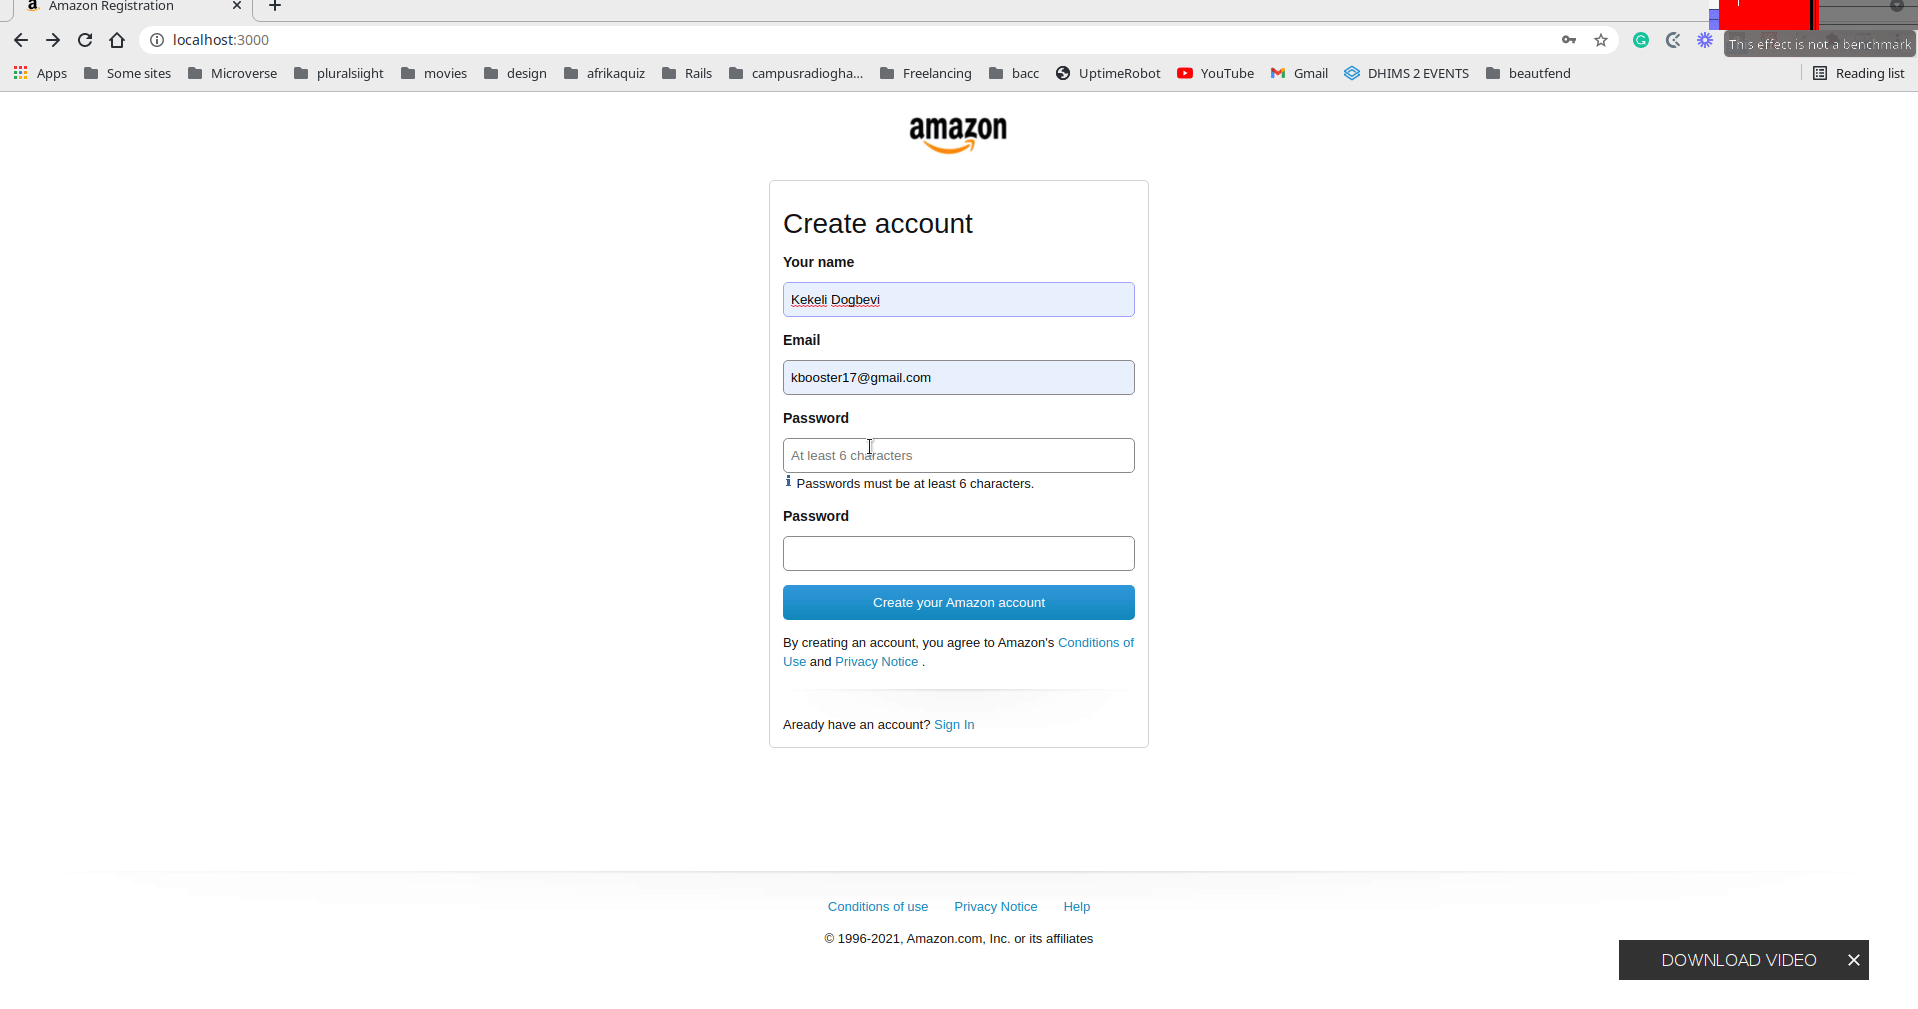 Amazon Registration
localhost:3000
This effect is not a benchmark
Apps Some sites Microverse pluralsiight movies design afrikaquiz Rails campusradiogha... Freelancing bacc UptimeRobot YouTube Gmail DHIMS 2 EVENTS beautfend Reading list
amazon
Create account
Your name
Kekeli Dogbevi
Email
kbooster17@gmail.com
Password
At least 6 characters
i Passwords must be at least 6 characters.
Password
Create your Amazon account
By creating an account, you agree to Amazon's Conditions of
Use and Privacy Notice .
Aready have an account? Sign In
Conditions of use Privacy Notice Help
© 1996-2021, Amazon.com, Inc. or its affiliates
DOWNLOAD VIDEO